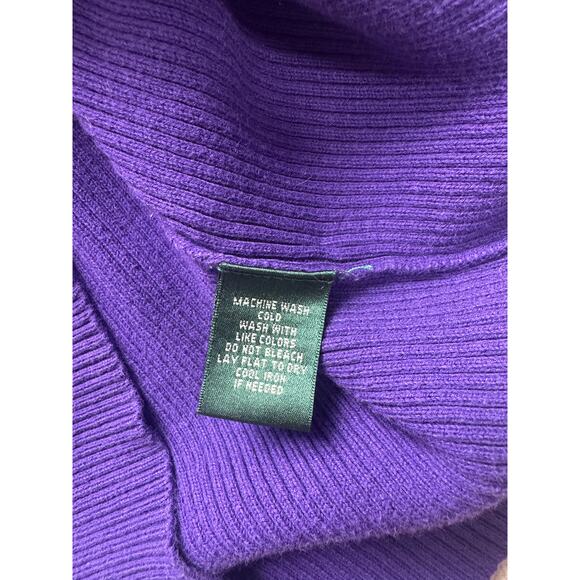 MACHINE WASH
COLD
WASH WITH
LIKE COLORS
DO NOT BLEACH
LAY FLAT TO DRY
COOL IRON
IF NEEDED